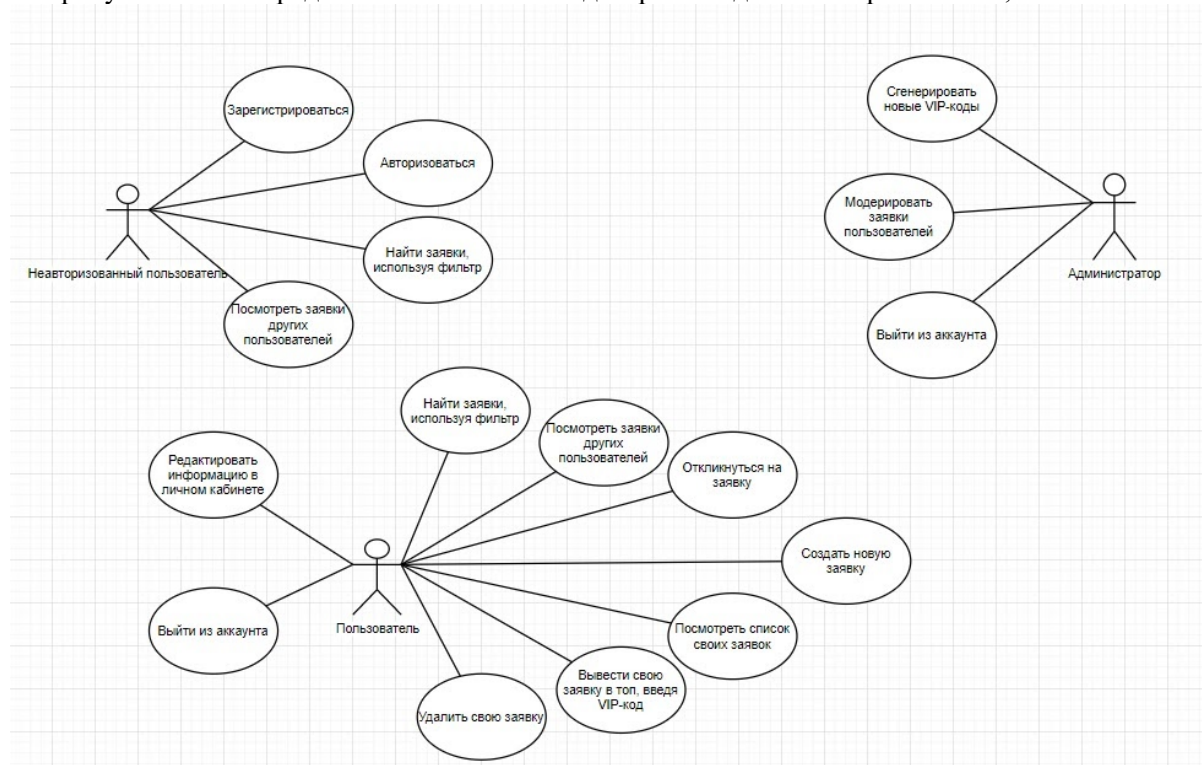 Зарегистрироваться
Авторизоваться
Найти заявки,
используя фильтр
Посмотреть заявки
других
пользователей
Неавторизованный пользователь
Сгенерировать
новые VIP-коды
Модерировать
заявки
пользователей
Выйти из аккаунта
Администратор
Найти заявки,
используя фильтр
Посмотреть заявки
других
пользователей
Откликнуться на
заявку
Создать новую
заявку
Посмотреть список
своих заявок
Вывести свою
заявку в топ, введя
VIP-код
Удалить свою заявку
Редактировать
информацию в
личном кабинете
Выйти из аккаунта
Пользователь